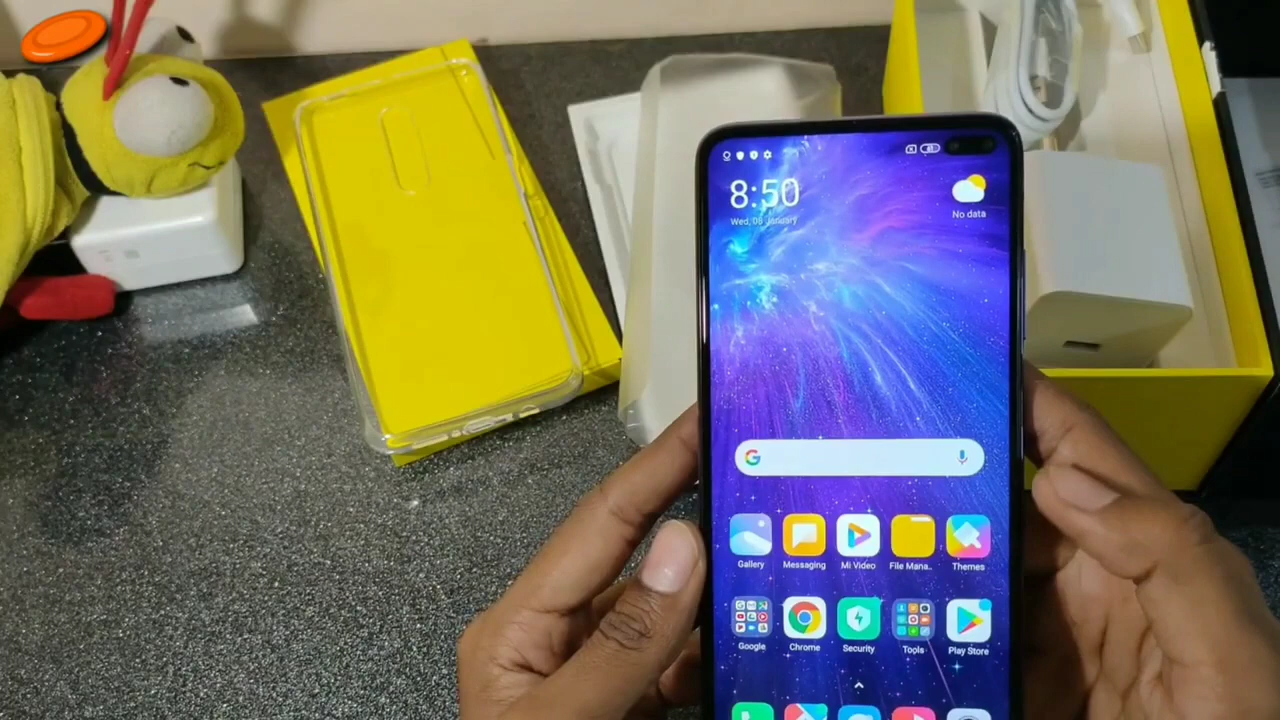 8:50
Wed, 08 January
No data
Gallery
Messaging
Mi Video
File Mana..
Themes
Google
Chrome
Security
Tools
Play Store